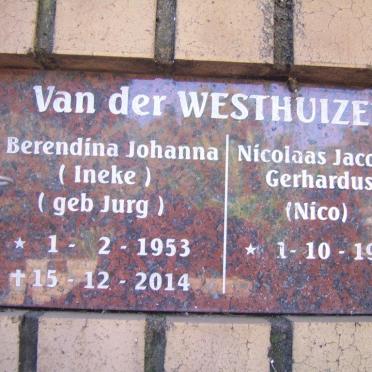 Van der WESTHUIZE
Berendina Johanna
( Ineke )
( geb Jurg )
★ 1 - 2 - 1953
✝ 15 - 12 - 2014
Nicolaas Jaco
Gerhardus
(Nico)
★ 1 - 10 - 19